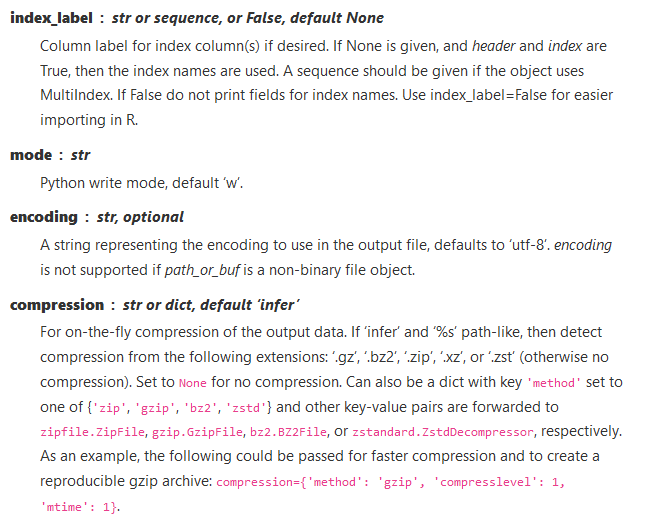 index_label : str or sequence, or False, default None
Column label for index column(s) if desired. If None is given, and header and index are
True, then the index names are used. A sequence should be given if the object uses
MultiIndex. If False do not print fields for index names. Use index_label=False for easier
importing in R.
mode : str
Python write mode, default ‘w’.
encoding : str, optional
A string representing the encoding to use in the output file, defaults to ‘utf-8’. encoding
is not supported if path_or_buf is a non-binary file object.
compression : str or dict, default ‘infer’
For on-the-fly compression of the output data. If ‘infer’ and ‘%s’ path-like, then detect
compression from the following extensions: ‘.gz’, ‘.bz2’, ‘.zip’, ‘.xz’, or ‘.zst’ (otherwise no
compression). Set to None for no compression. Can also be a dict with key 'method' set to
one of {'zip', 'gzip', 'bz2', 'zstd'} and other key-value pairs are forwarded to
zipfile.ZipFile, gzip.GzipFile, bz2.BZ2File, or zstandard.ZstdDecompressor, respectively.
As an example, the following could be passed for faster compression and to create a
reproducible gzip archive: compression={'method': 'gzip', 'compresslevel': 1,
'mtime': 1}.